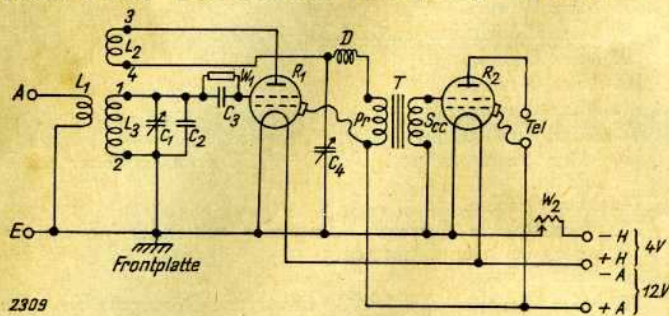 3
L2
4
D
A
L1
1
L3
2
C1
C2
W1
C3
R1
C4
Pr
T
Scc
R2
Tel
W2
E
Frontplatte
- H
+ H
4V
- A
12V
+ A
2309